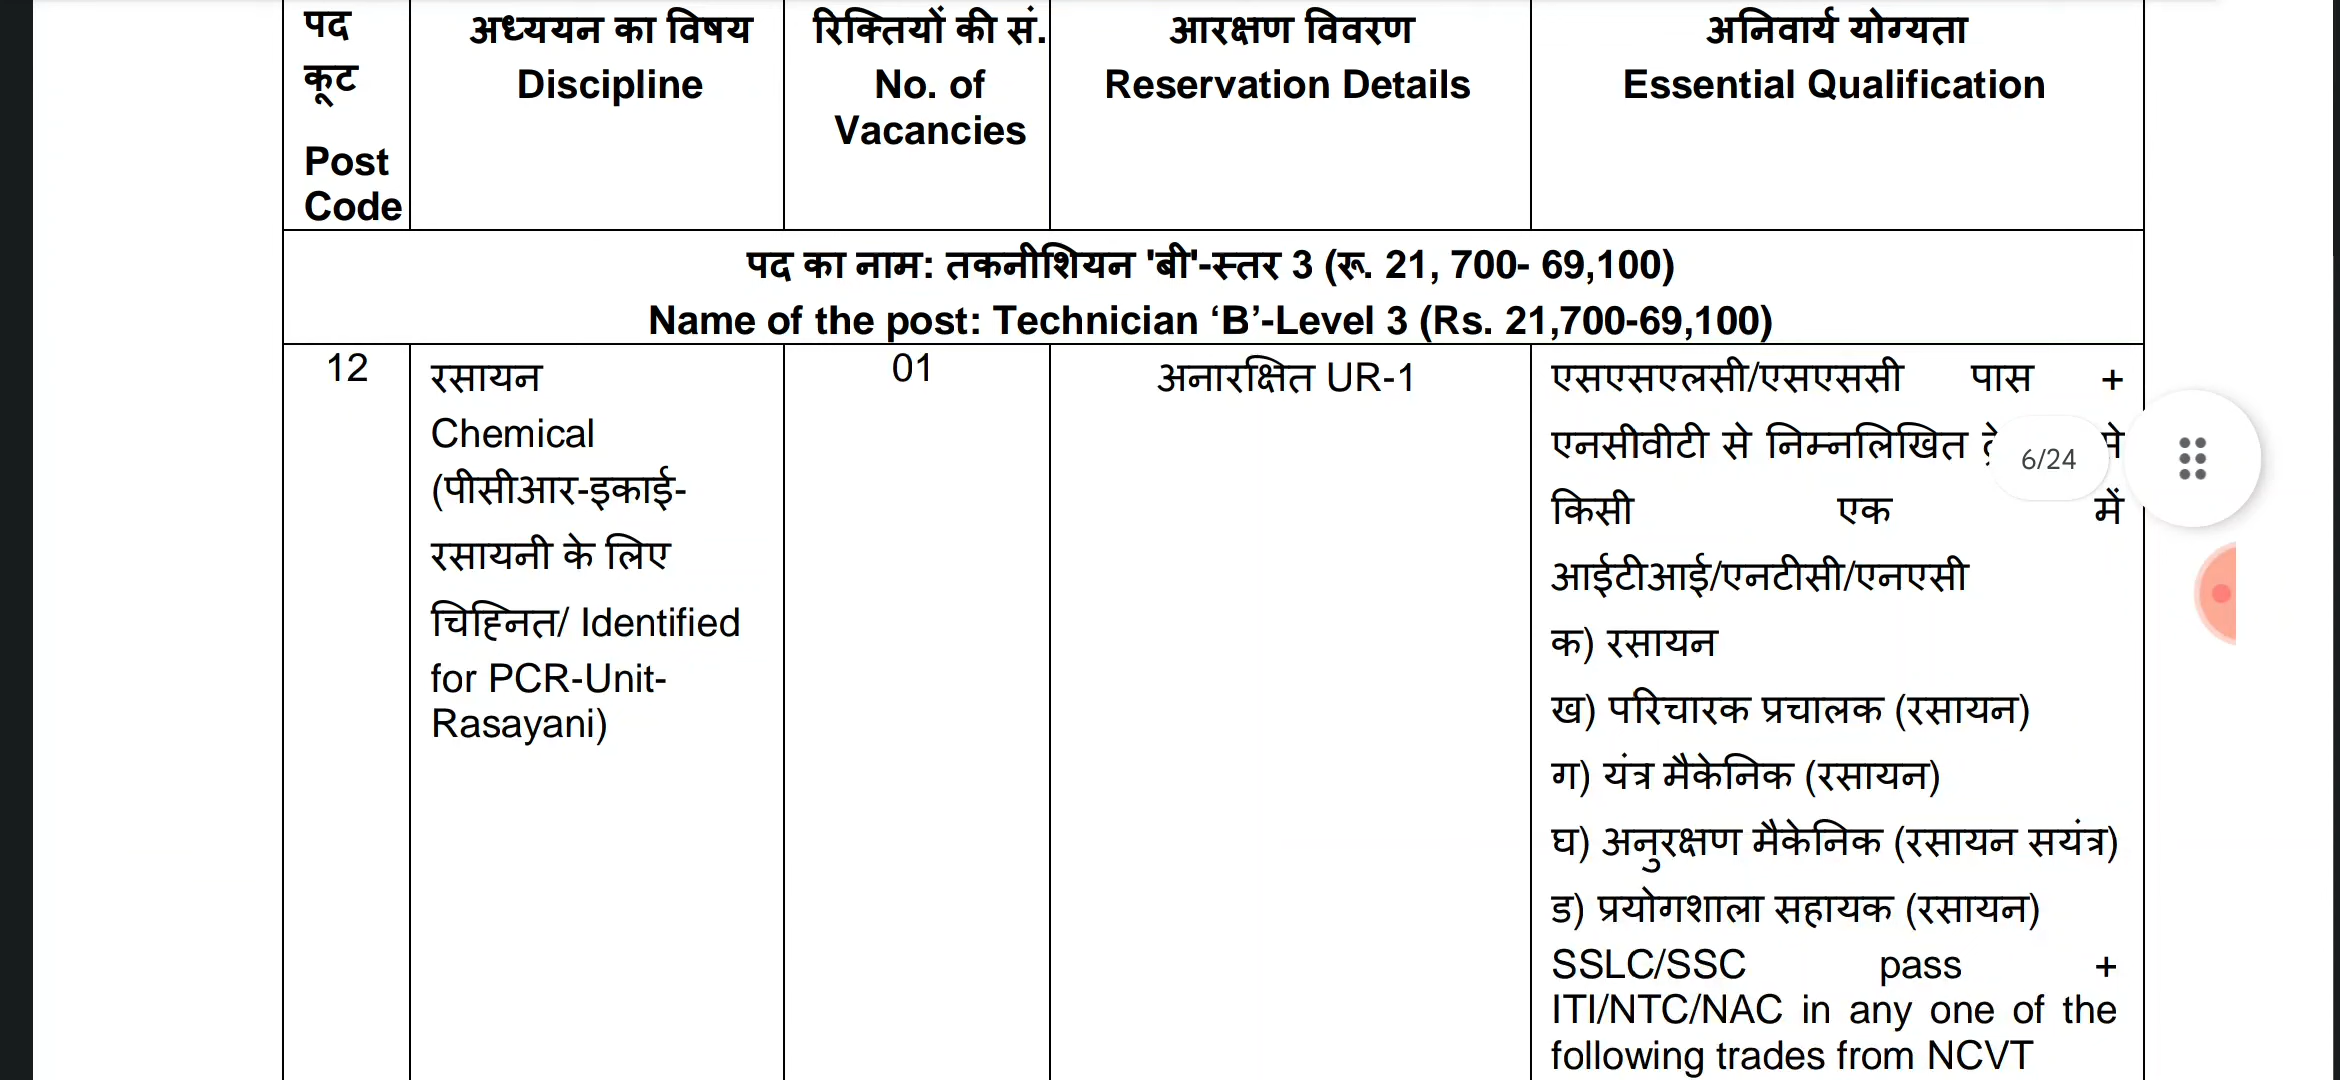 पद
कूट
Post
Code
अध्ययन का विषय
Discipline
रिक्तियों की सं.
No. of
Vacancies
आरक्षण विवरण
Reservation Details
अनिवार्य योग्यता
Essential Qualification
पद का नाम: तकनीशियन 'बी'-स्तर 3 (रू. 21, 700- 69,100)
Name of the post: Technician ‘B’-Level 3 (Rs. 21,700-69,100)
12
रसायन
Chemical
(पीसीआर-इकाई-
रसायनी के लिए
चिह्नित/ Identified
for PCR-Unit-
Rasayani)
01
अनारक्षित UR-1
एसएसएलसी/एसएससी पास +
एनसीवीटी से निम्नलिखित
किसी एक में
आईटीआई/एनटीसी/एनएसी
क) रसायन
ख) परिचारक प्रचालक (रसायन)
ग) यंत्र मैकेनिक (रसायन)
घ) अनुरक्षण मैकेनिक (रसायन सयंत्र)
ड) प्रयोगशाला सहायक (रसायन)
SSLC/SSC pass +
ITI/NTC/NAC in any one of the
following trades from NCVT
6/24